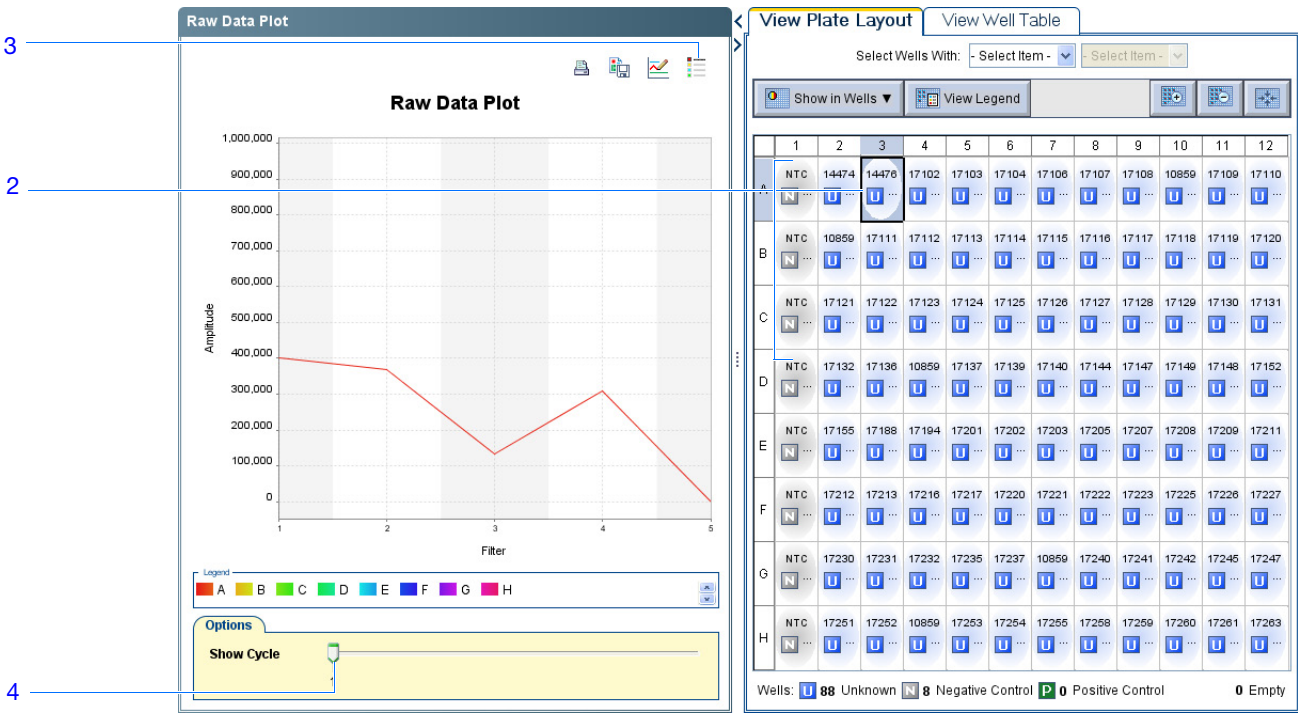 Raw Data Plot
3
Raw Data Plot
1,000,000
900,000
800,000
700,000
600,000
500,000
400,000
300,000
200,000
100,000
0
Amplitude
1 2 3 4 5
Filter
Legend
A B C D E F G H
Options
Show Cycle
4
2
View Plate Layout View Well Table
Select Wells With: - Select Item - - Select Item -
Show in Wells ▼ View Legend
1 2 3 4 5 6 7 8 9 10 11 12
NTC 14474 14476 17102 17103 17104 17106 17107 17108 10859 17109 17110
A N ... U ... U ... U ... U ... U ... U ... U ... U ... U ... U ... U ...
NTC 10859 17111 17112 17113 17114 17115 17116 17117 17118 17119 17120
B N ... U ... U ... U ... U ... U ... U ... U ... U ... U ... U ... U ...
NTC 17121 17122 17123 17124 17125 17126 17127 17128 17129 17130 17131
C N ... U ... U ... U ... U ... U ... U ... U ... U ... U ... U ... U ...
NTC 17132 17136 10859 17137 17139 17140 17144 17147 17149 17148 17152
D N ... U ... U ... U ... U ... U ... U ... U ... U ... U ... U ... U ...
NTC 17155 17188 17194 17201 17202 17203 17205 17207 17208 17209 17211
E N ... U ... U ... U ... U ... U ... U ... U ... U ... U ... U ... U ...
NTC 17212 17213 17216 17217 17220 17221 17222 17223 17225 17226 17227
F N ... U ... U ... U ... U ... U ... U ... U ... U ... U ... U ... U ...
NTC 17230 17231 17232 17235 17237 10859 17240 17241 17242 17245 17247
G N ... U ... U ... U ... U ... U ... U ... U ... U ... U ... U ... U ...
NTC 17251 17252 10859 17253 17254 17255 17258 17259 17260 17261 17263
H N ... U ... U ... U ... U ... U ... U ... U ... U ... U ... U ... U ...
Wells: U 88 Unknown N 8 Negative Control P 0 Positive Control 0 Empty